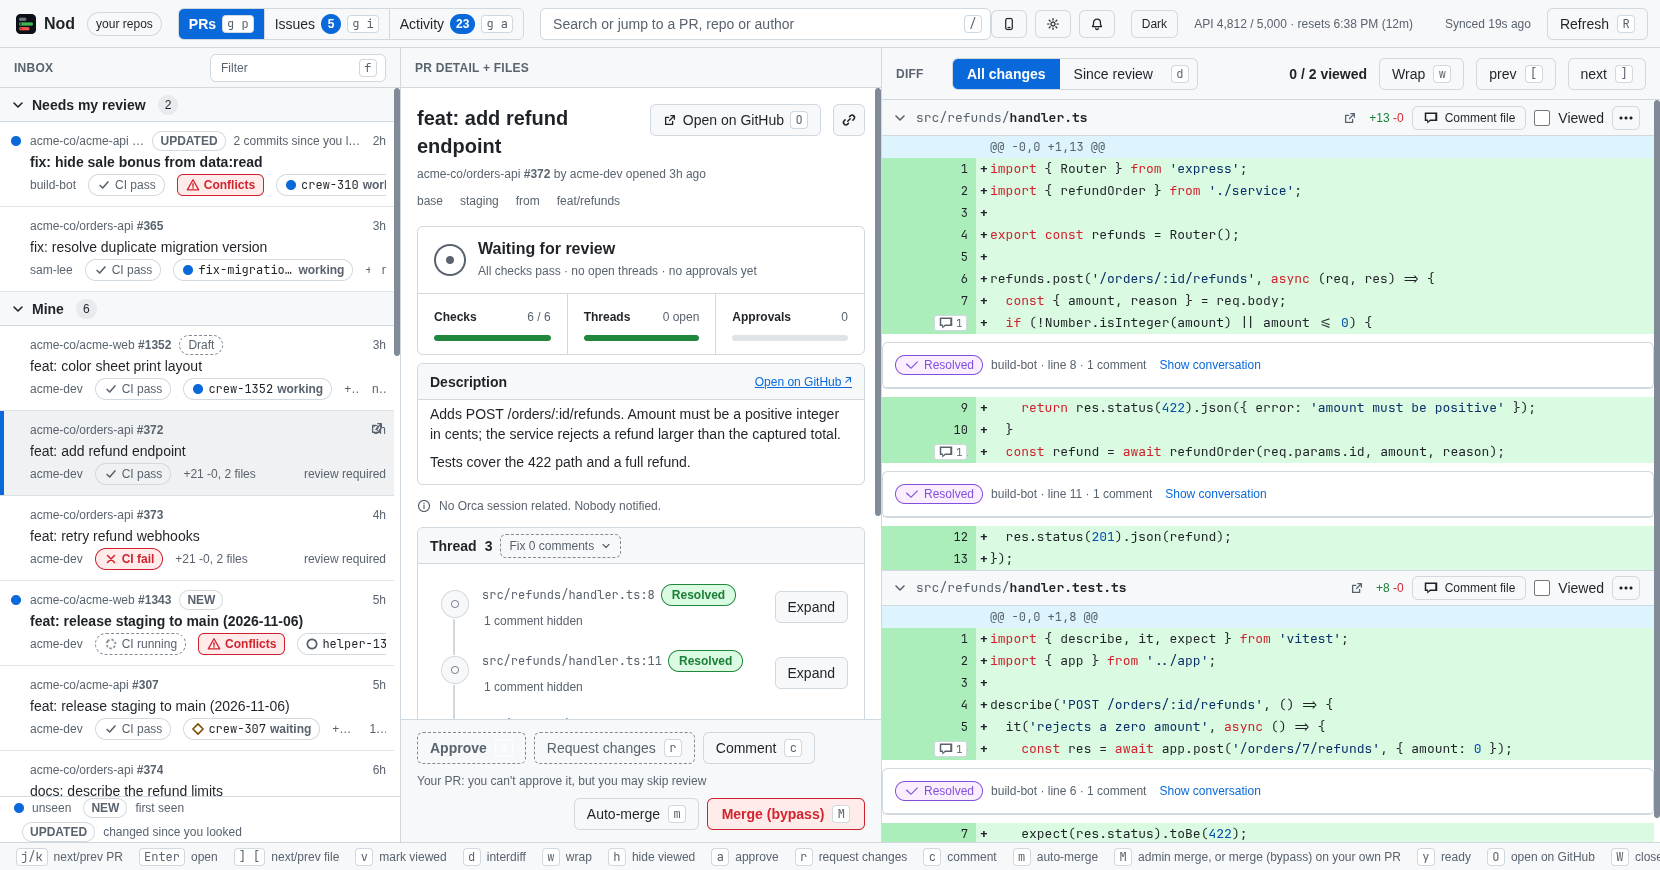 Nod your repos PRs g p Issues 5 g i Activity 23 g a Search or jump to a PR, repo or author / Dark API 4,812 / 5,000 · resets 6:38 PM (12m) Synced 19s ago Refresh R
INBOX Filter f
Needs my review 2
acme-co/acme-api … UPDATED 2 commits since you l… 2h
fix: hide sale bonus from data:read
build-bot CI pass Conflicts crew-310 wor
acme-co/orders-api #365 3h
fix: resolve duplicate migration version
sam-lee CI pass fix-migratio… working
Mine 6
acme-co/acme-web #1352 Draft 3h
feat: color sheet print layout
acme-dev CI pass crew-1352 working +… n…
acme-co/orders-api #372
feat: add refund endpoint
acme-dev CI pass +21 -0, 2 files review required
acme-co/orders-api #373 4h
feat: retry refund webhooks
acme-dev CI fail +21 -0, 2 files review required
acme-co/acme-web #1343 NEW 5h
feat: release staging to main (2026-11-06)
acme-dev CI running Conflicts helper-13
acme-co/acme-api #307 5h
feat: release staging to main (2026-11-06)
acme-dev CI pass crew-307 waiting +… 1…
acme-co/orders-api #374 6h
docs: describe the refund limits
unseen NEW first seen
UPDATED changed since you looked
PR DETAIL + FILES
feat: add refund endpoint
Open on GitHub O
acme-co/orders-api #372 by acme-dev opened 3h ago
base staging from feat/refunds
Waiting for review
All checks pass · no open threads · no approvals yet
Checks 6 / 6 Threads 0 open Approvals 0
Description Open on GitHub↗
Adds POST /orders/:id/refunds. Amount must be a positive integer
in cents; the service rejects a refund larger than the captured total.
Tests cover the 422 path and a full refund.
No Orca session related. Nobody notified.
Thread 3 Fix 0 comments
src/refunds/handler.ts:8 Resolved
1 comment hidden
Expand
src/refunds/handler.ts:11 Resolved
1 comment hidden
Expand
Approve Request changes r Comment c
Your PR: you can't approve it, but you may skip review
Auto-merge m Merge (bypass) M
DIFF All changes Since review d 0 / 2 viewed Wrap w prev [ next ]
src/refunds/handler.ts +13 -0 Comment file Viewed •••
@@ -0,0 +1,13 @@
1 +import { Router } from 'express';
2 +import { refundOrder } from './service';
3 +
4 +export const refunds = Router();
5 +
6 +refunds.post('/orders/:id/refunds', async (req, res) => {
7 + const { amount, reason } = req.body;
1 + if (!Number.isInteger(amount) || amount <= 0) {
Resolved build-bot · line 8 · 1 comment Show conversation
9 + return res.status(422).json({ error: 'amount must be positive' });
10 + }
1 + const refund = await refundOrder(req.params.id, amount, reason);
Resolved build-bot · line 11 · 1 comment Show conversation
12 + res.status(201).json(refund);
13 +});
src/refunds/handler.test.ts +8 -0 Comment file Viewed •••
@@ -0,0 +1,8 @@
1 +import { describe, it, expect } from 'vitest';
2 +import { app } from '../app';
3 +
4 +describe('POST /orders/:id/refunds', () => {
5 + it('rejects a zero amount', async () => {
1 + const res = await app.post('/orders/7/refunds', { amount: 0 });
Resolved build-bot · line 6 · 1 comment Show conversation
7 + expect(res.status).toBe(422);
j/k next/prev PR Enter open ] [ next/prev file v mark viewed d interdiff w wrap h hide viewed a approve r request changes c comment m auto-merge M admin merge, or merge (bypass) on your own PR y ready O open on GitHub W close